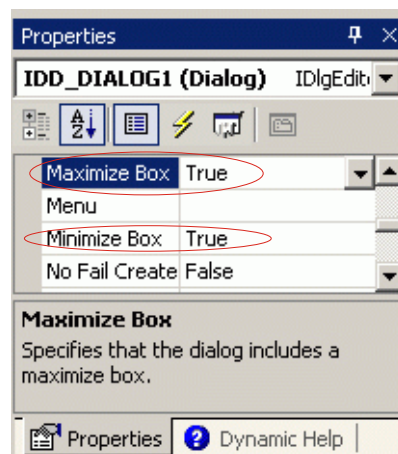 Properties
IDD_DIALOG1 (Dialog) IDlgEdit
Maximize Box True
Menu
Minimize Box True
No Fail Create False
Maximize Box
Specifies that the dialog includes a
maximize box.
Properties Dynamic Help